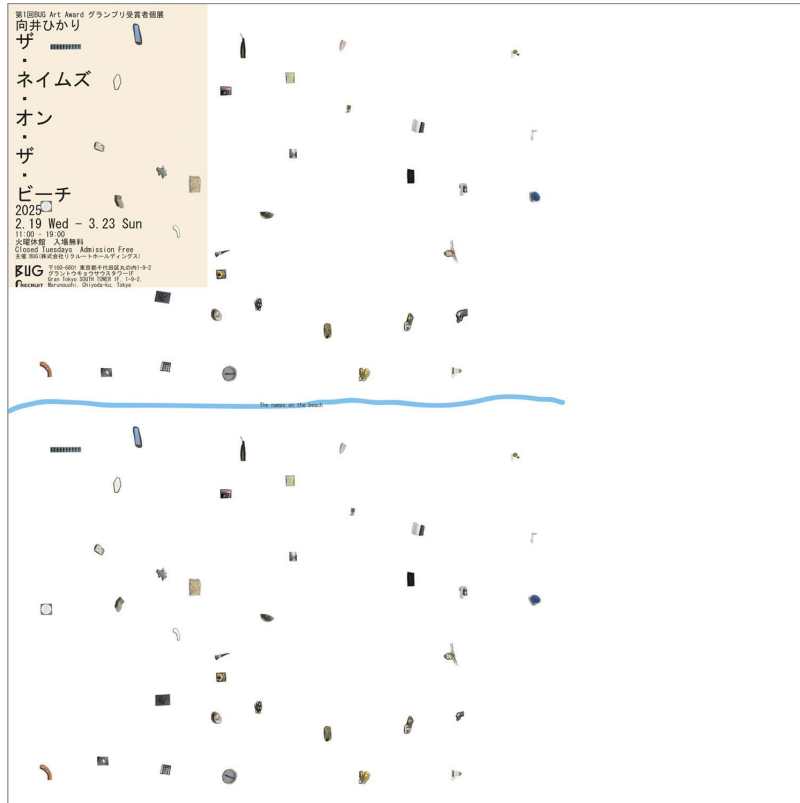 第1回BUG Art Award グランプリ受賞者個展
向井ひかり
ザ
・
ネイムズ
・
オン
・
ザ
・
ビーチ
2025
2.19 Wed – 3.23 Sun
11:00 - 19:00
火曜休館 入場無料
Closed Tuesdays Admission Free
主催 BUG(株式会社リクルートホールディングス)
BUG
RECRUIT
〒100-6601 東京都千代田区丸の内1-9-2
グラントウキョウサウスタワー1F
Gran Tokyo SOUTH TOWER 1F, 1-9-2,
Marunouchi, Chiyoda-ku, Tokyo
The names on the beach